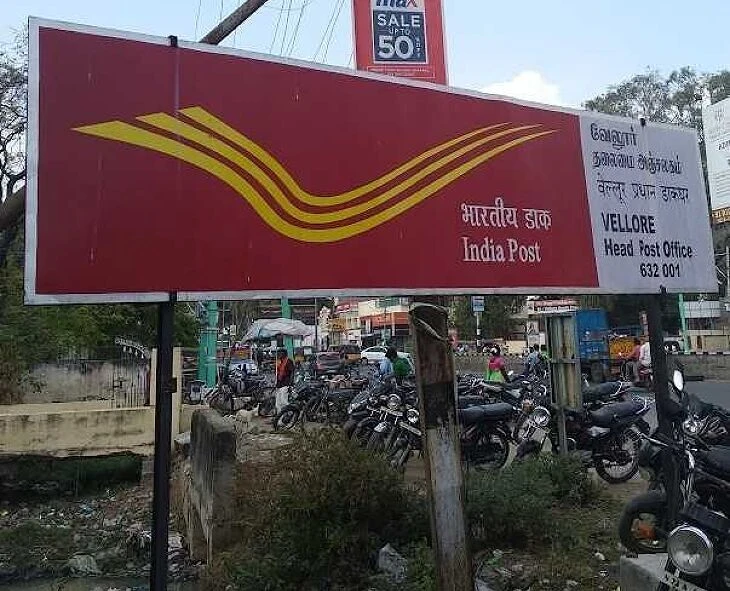 max
SALE
UP TO
50%
भारतीय डाक
India Post
வேலூர்
தலைமை அஞ்சலகம்
वेल्लूर प्रधान डाकघर
VELLORE
Head Post Office
632 001